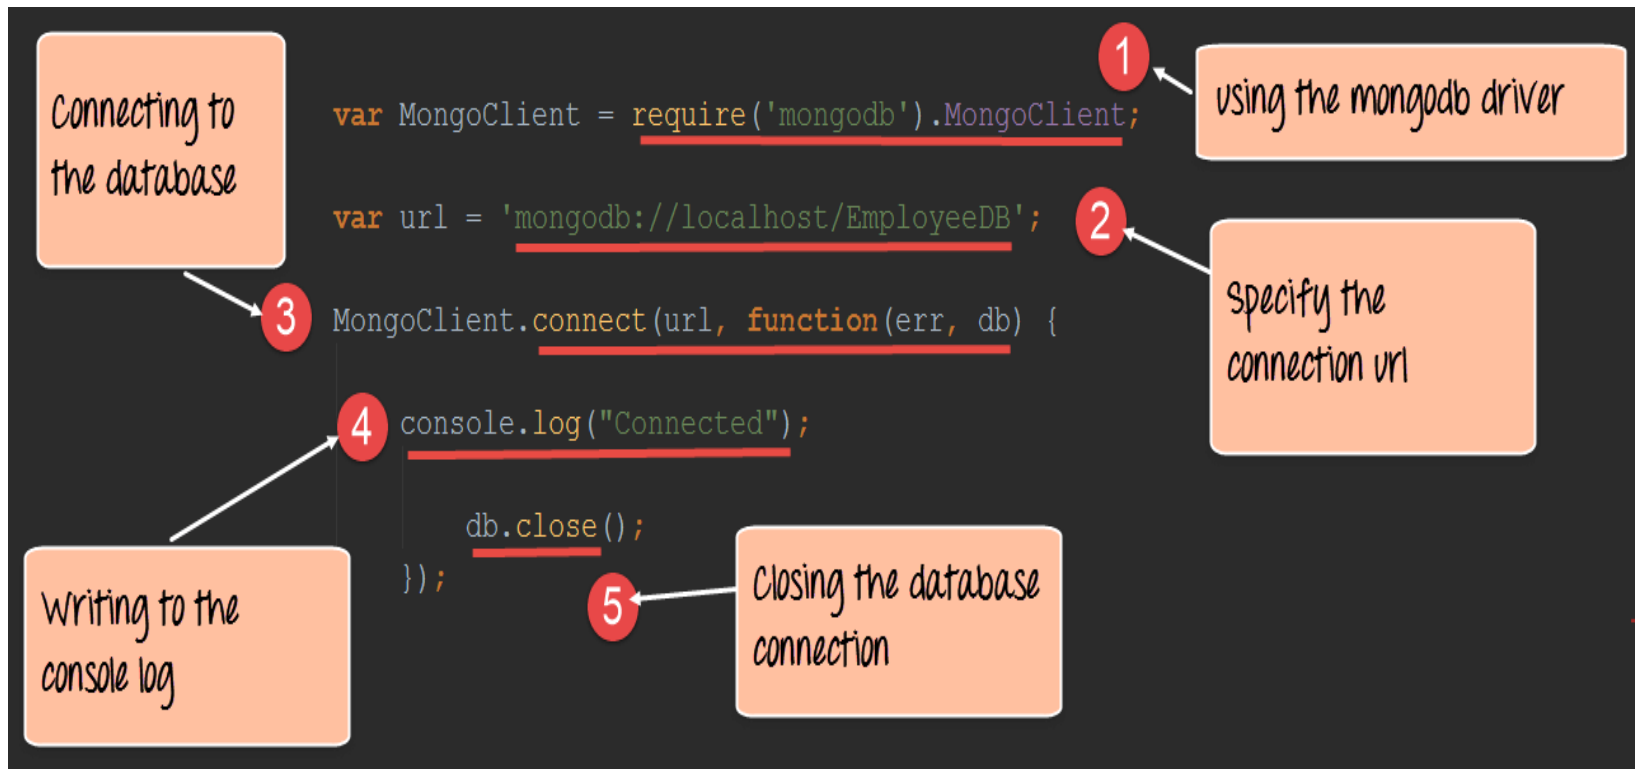 Connecting to
the database
1
using the mongodb driver
var MongoClient = require('mongodb').MongoClient;
var url = 'mongodb://localhost/EmployeeDB';
2
Specify the
connection url
3
MongoClient.connect(url, function(err, db) {
4
console.log("Connected");
db.close();
});
5
Closing the database
connection
Writing to the
console log